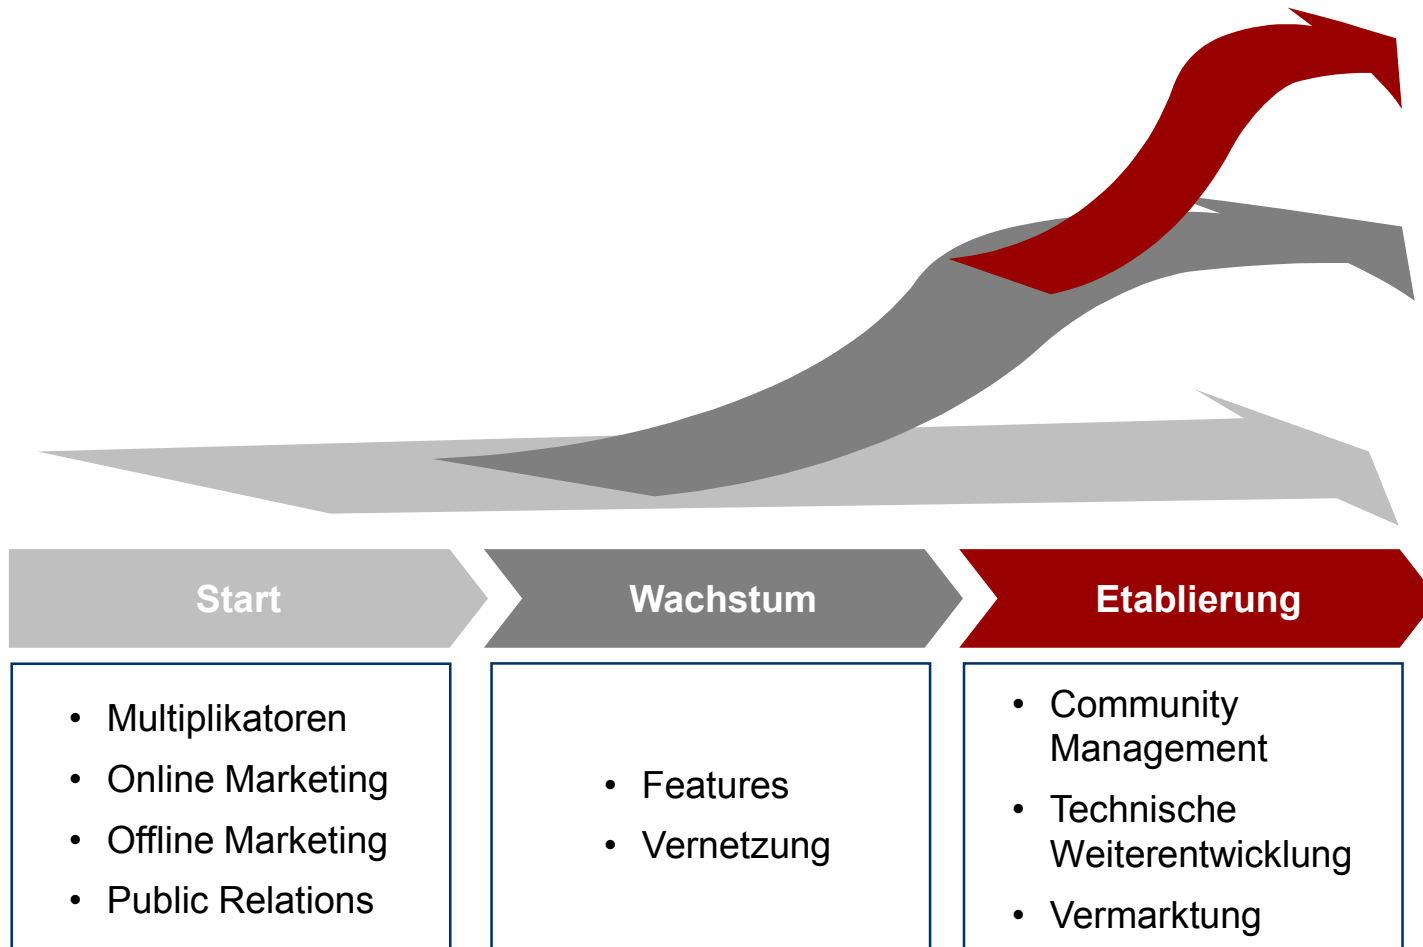 Start
Wachstum
Etablierung
• Multiplikatoren
• Online Marketing
• Offline Marketing
• Public Relations
• Features
• Vernetzung
• Community
Management
• Technische
Weiterentwicklung
• Vermarktung